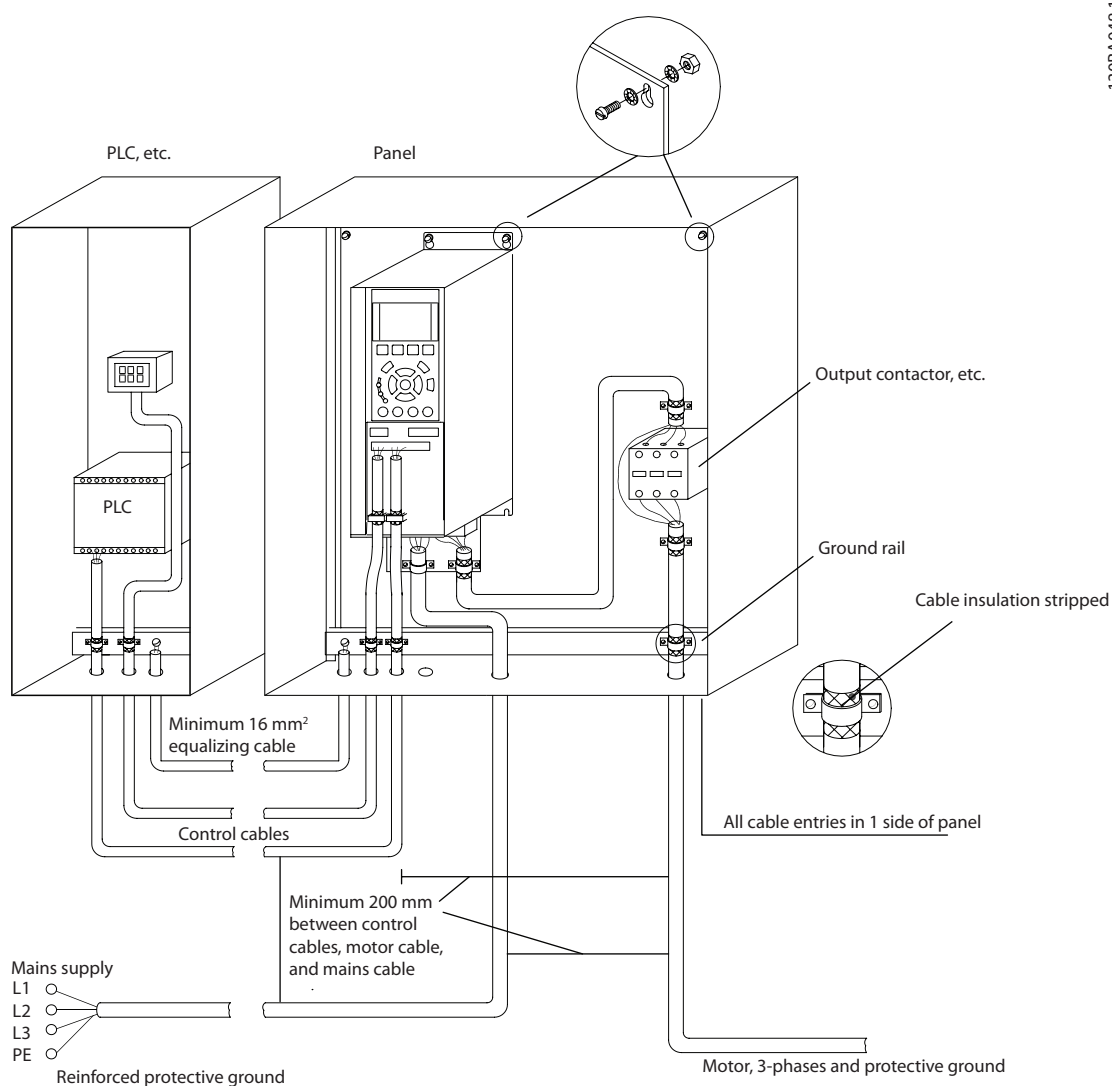 PLC, etc.
Panel
Output contactor, etc.
PLC
Ground rail
Cable insulation stripped
Minimum 16 mm²
equalizing cable
Control cables
All cable entries in 1 side of panel
Minimum 200 mm
between control
cables, motor cable,
and mains cable
Mains supply
L1
L2
L3
PE
Reinforced protective ground
Motor, 3-phases and protective ground